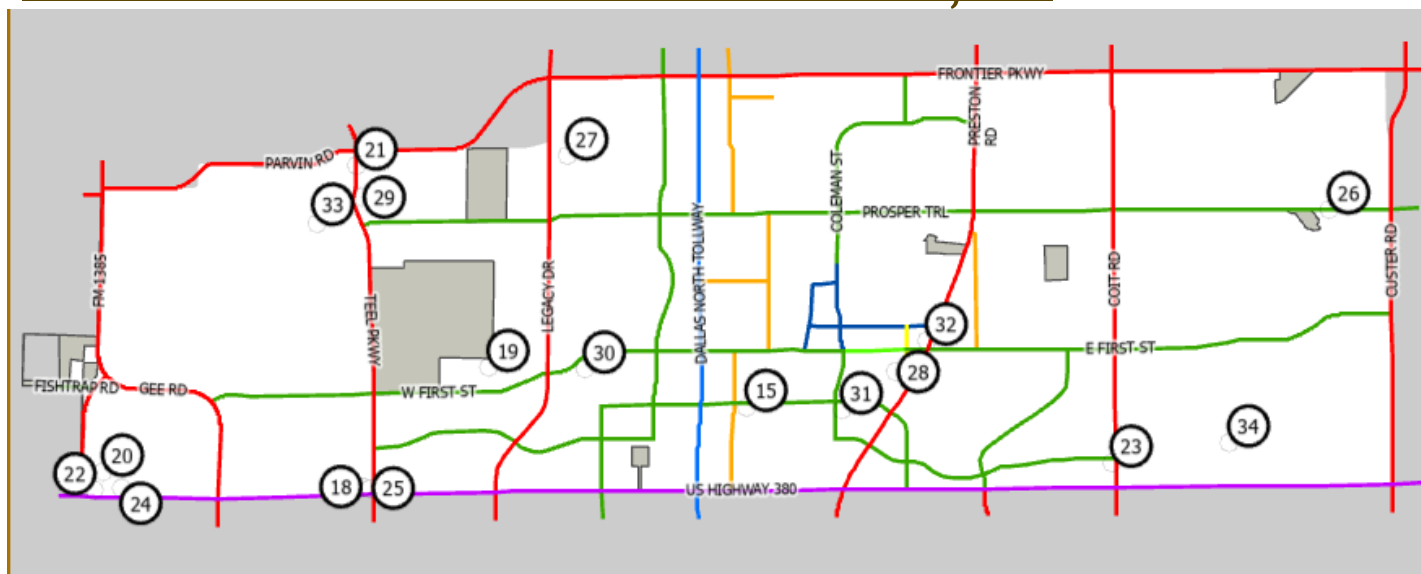 FRONTIER PKWY
PRESTON
RD
27
21
PARVIN RD
26
29
33
COLEMAN ST
PROSPER TRL
DALLAS NORTH TOLLWAY
CUSTER RD
FM 1385
LEGACY DR
COIT RD
TEEL PKWY
32
19
30
E FIRST ST
28
FISHTRAP RD
GEE RD
W FIRST ST
15
31
34
23
20
22
18
25
24
US HIGHWAY 380